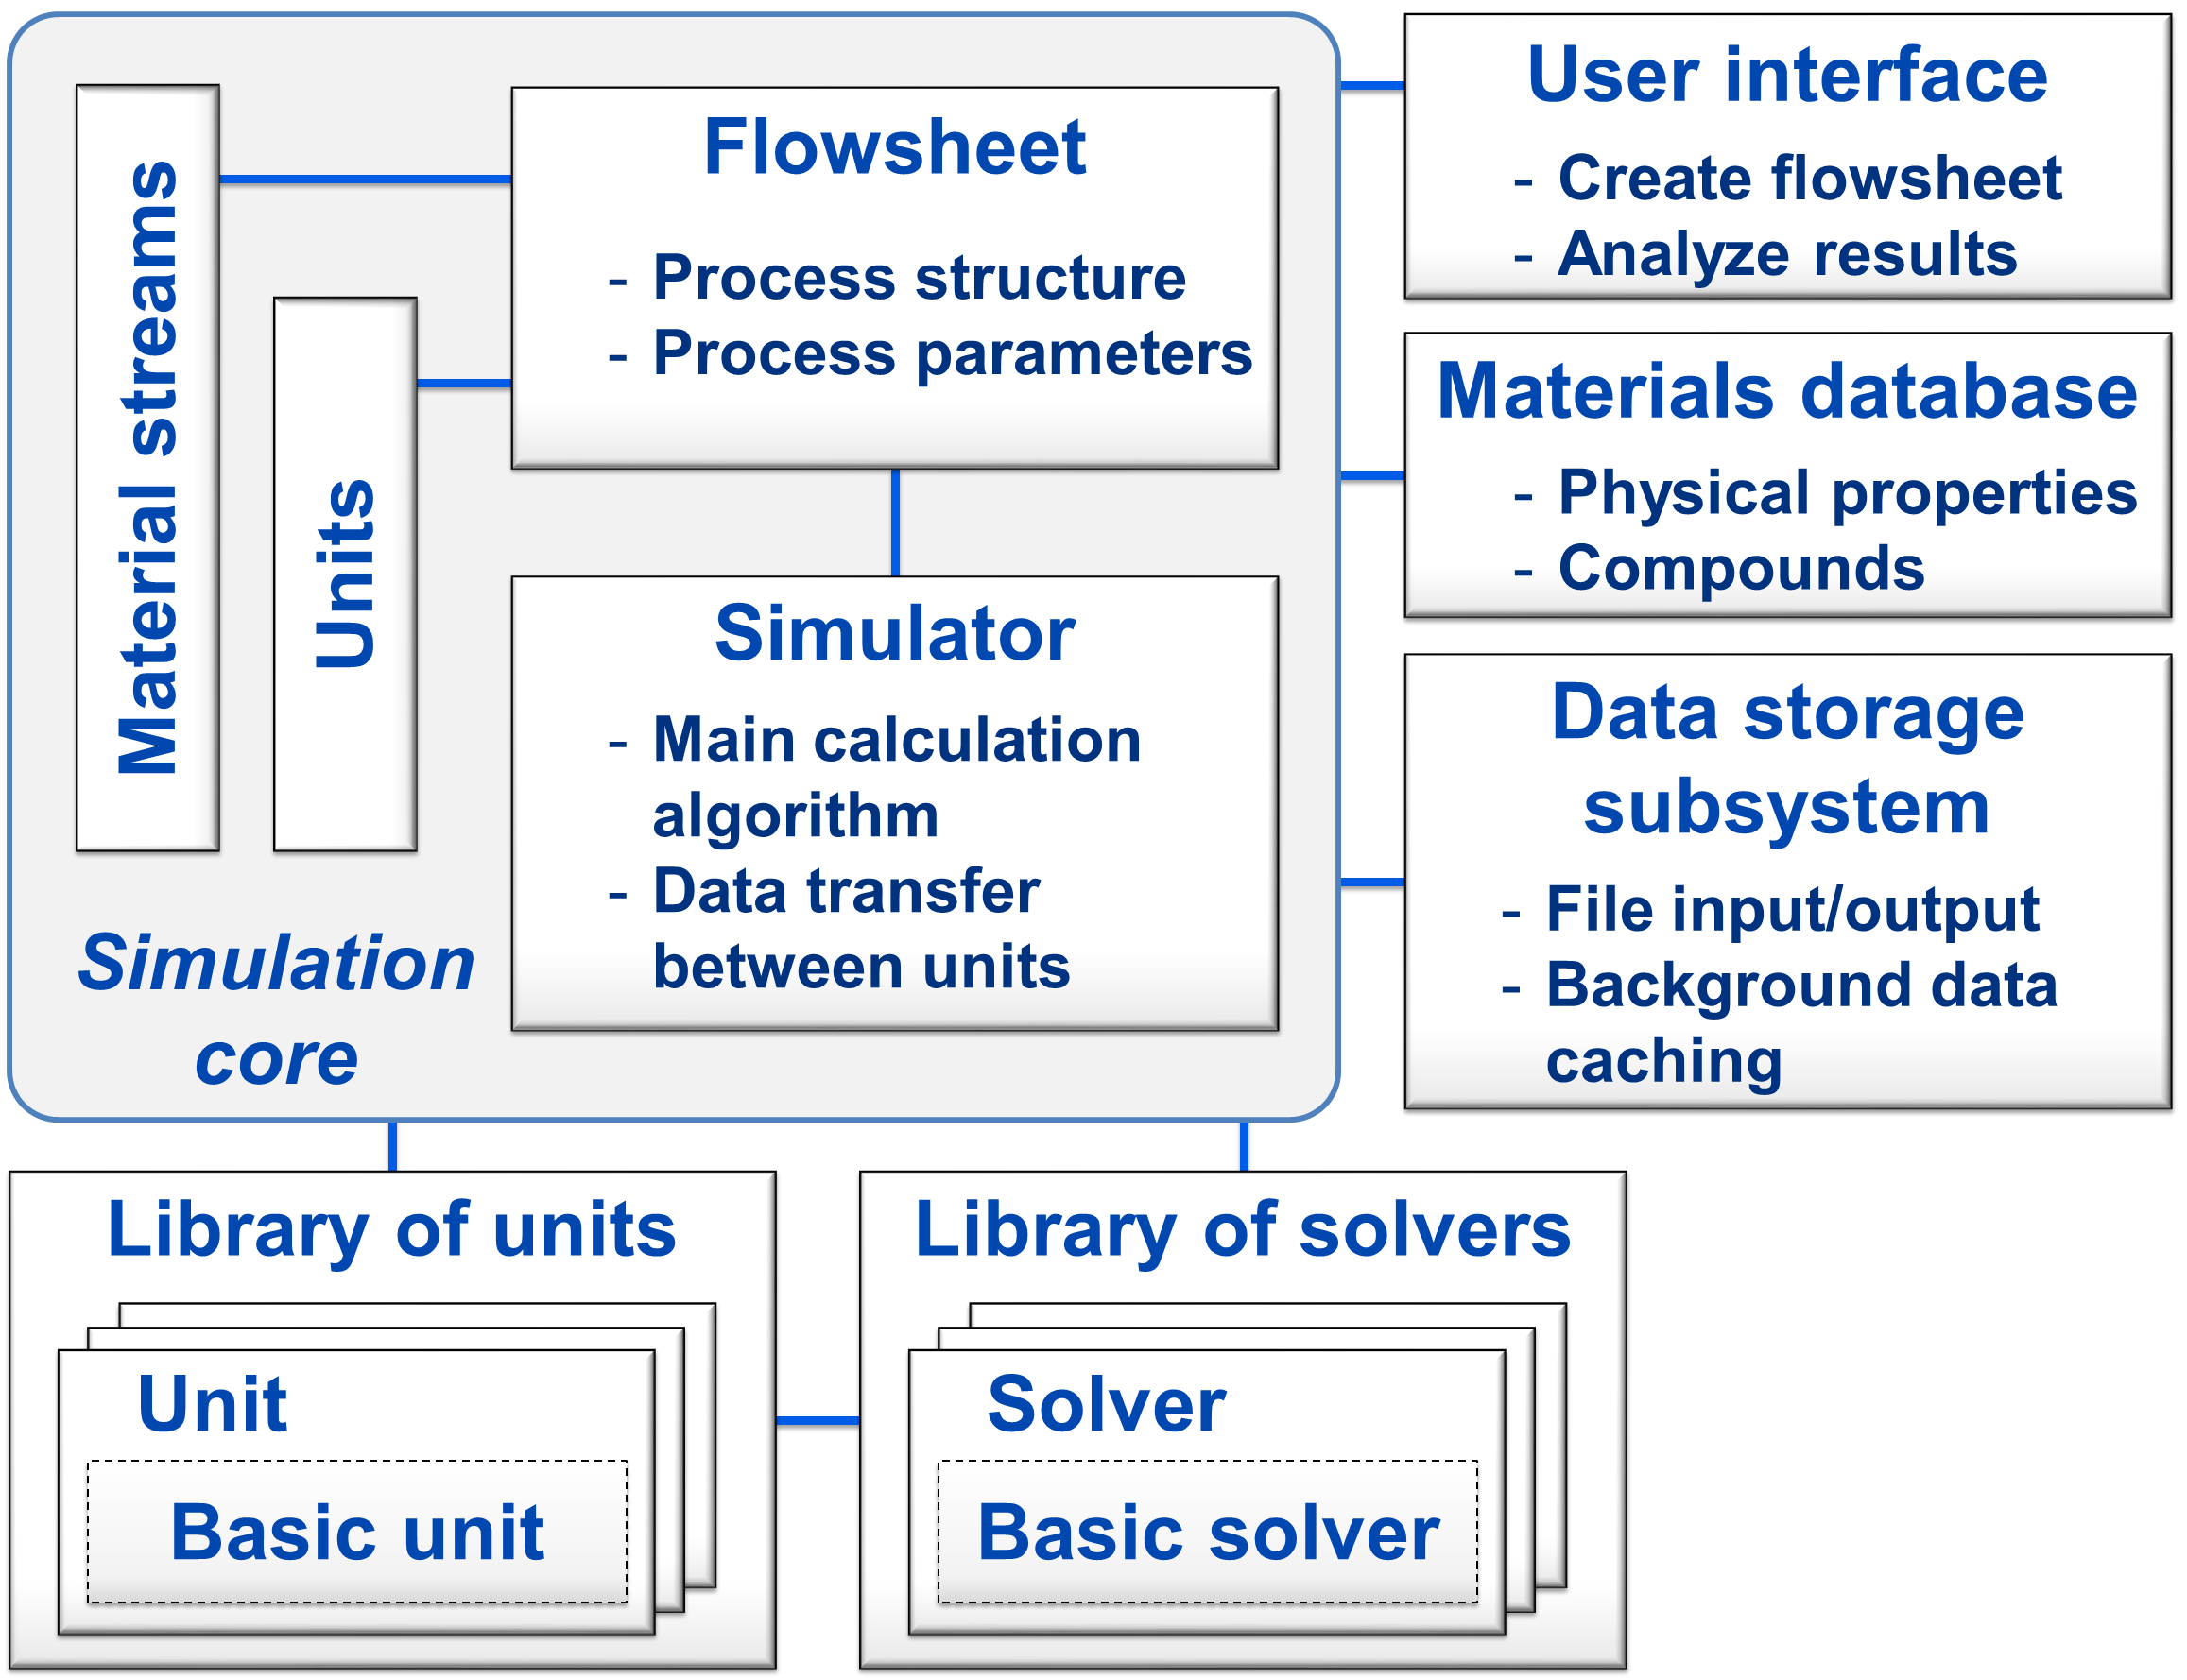 Material streams
Units
Flowsheet
- Process structure
- Process parameters
Simulator
- Main calculation
algorithm
- Data transfer
between units
Simulation
core
User interface
- Create flowsheet
- Analyze results
Materials database
- Physical properties
- Compounds
Data storage
subsystem
- File input/output
- Background data
caching
Library of units
Unit
Basic unit
Library of solvers
Solver
Basic solver